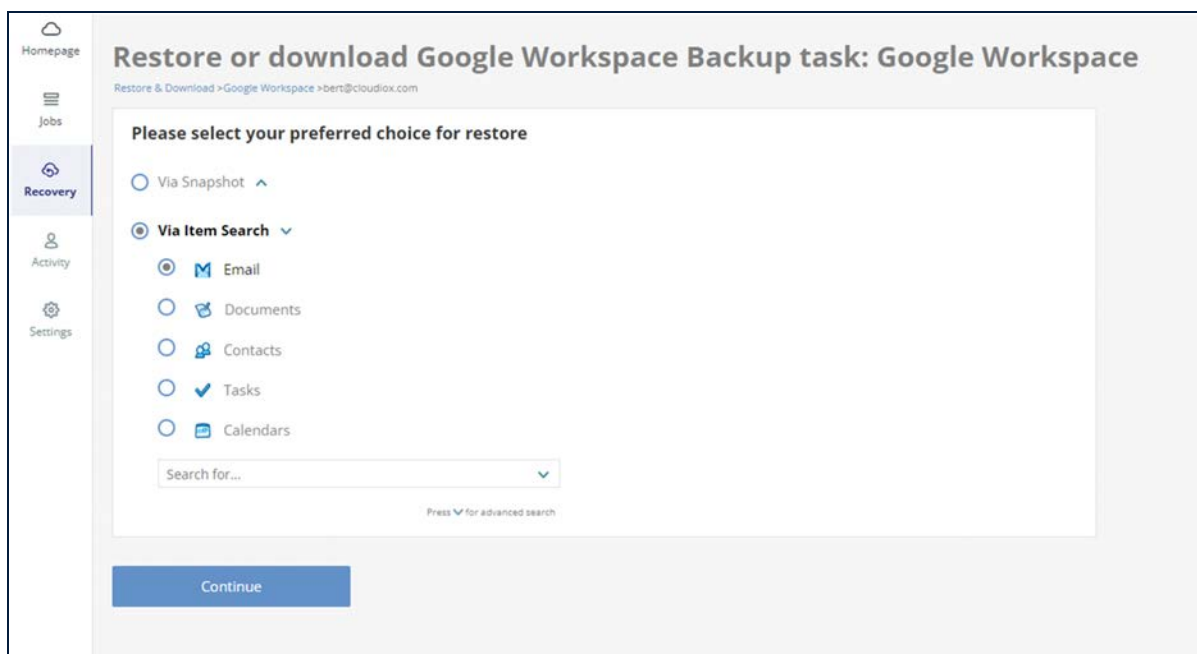 Homepage
Jobs
Recovery
Activity
Settings
Restore or download Google Workspace Backup task: Google Workspace
Restore & Download >Google Workspace >bert@cloudiox.com
Please select your preferred choice for restore
Via Snapshot
Via Item Search
Email
Documents
Contacts
Tasks
Calendars
Search for...
Press for advanced search
Continue